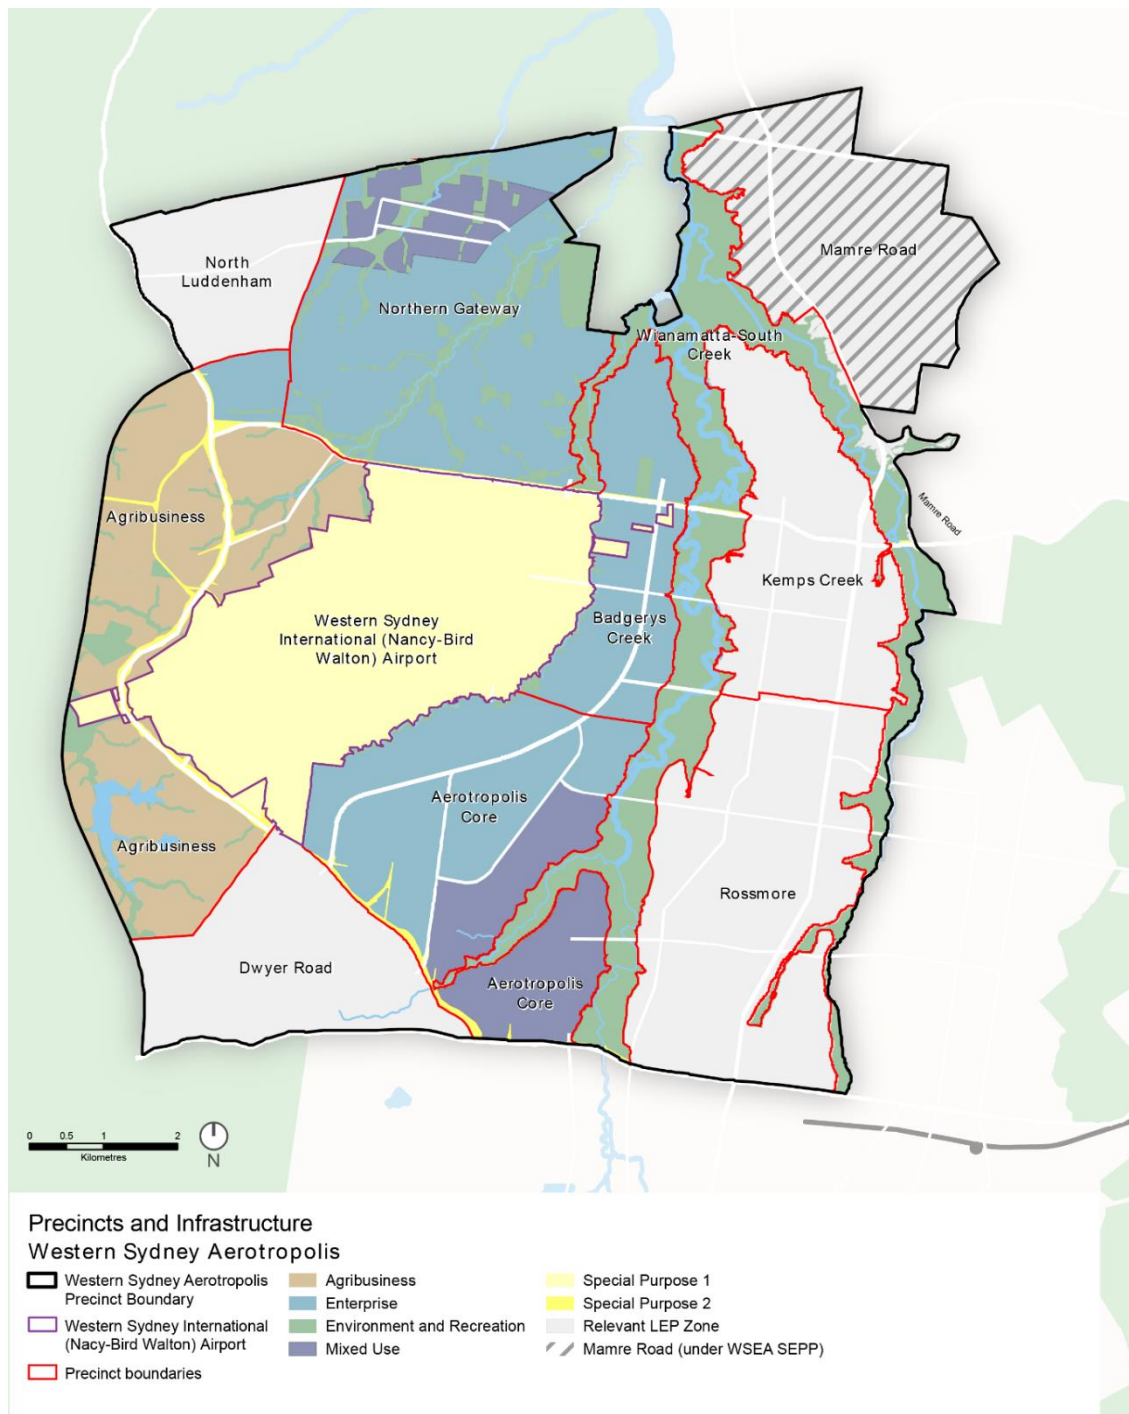 Mamre Road
North
Luddenham
Northern Gateway
Wianamatta-South
Creek
Agribusiness
Mamre Road
Kemps Creek
Western Sydney
International (Nancy-Bird
Walton) Airport
Badgerys
Creek
Aerotropolis
Core
Agribusiness
Rossmore
Dwyer Road
Aerotropolis
Core
0 0.5 1 2
Kilometres
N
Precincts and Infrastructure
Western Sydney Aerotropolis
Western Sydney Aerotropolis
Precinct Boundary
Western Sydney International
(Nacy-Bird Walton) Airport
Precinct boundaries
Agribusiness
Enterprise
Environment and Recreation
Mixed Use
Special Purpose 1
Special Purpose 2
Relevant LEP Zone
Mamre Road (under WSEA SEPP)